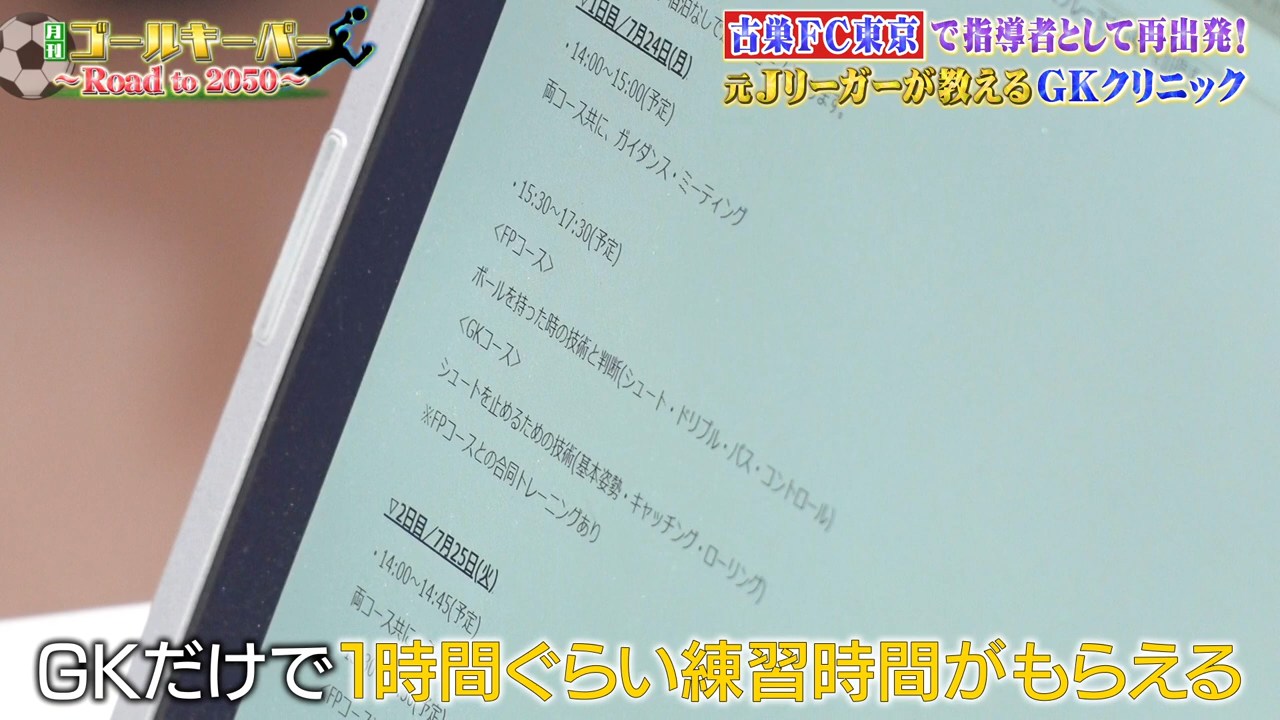 月刊
ゴールキーパー
～Road to 2050～
古巣FC東京で指導者として再出発!
元Jリーガーが教えるGKクリニック
▽1日目/7月24日(月)
・14:00～15:00(予定)
両コース共に、ガイダンス・ミーティング
・15:30～17:30(予定)
〈FPコース〉
ボールを持った時の技術と判断(シュート・ドリブル・パス・コントロール)
〈GKコース〉
シュートを止めるための技術(基本姿勢・キャッチング・ローリング)
※FPコースとの合同トレーニングあり
▽2日目/7月25日(火)
・14:00～14:45(予定)
両コース共に
GKだけで1時間ぐらい練習時間がもらえる